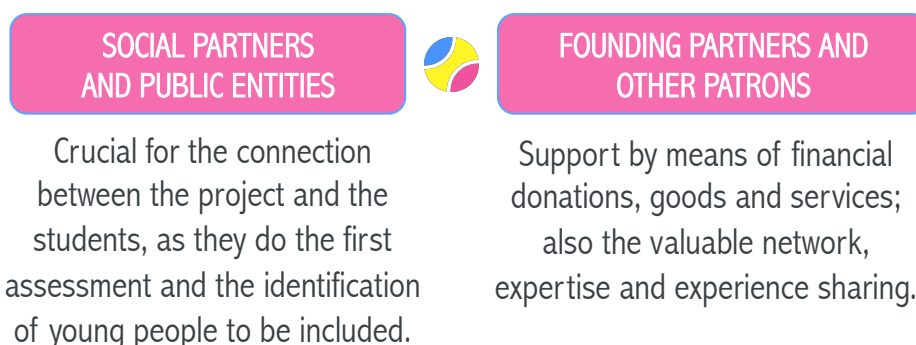 SOCIAL PARTNERS
AND PUBLIC ENTITIES
Crucial for the connection
between the project and the
students, as they do the first
assessment and the identification
of young people to be included.
FOUNDING PARTNERS AND
OTHER PATRONS
Support by means of financial
donations, goods and services;
also the valuable network,
expertise and experience sharing.